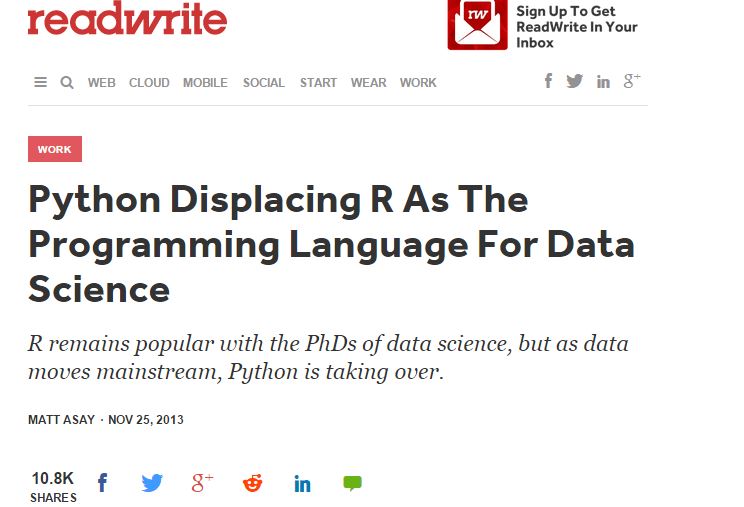 readwrite
rw
Sign Up To Get
ReadWrite In Your
Inbox
WEB CLOUD MOBILE SOCIAL START WEAR WORK
f in g+
WORK
Python Displacing R As The
Programming Language For Data
Science
R remains popular with the PhDs of data science, but as data
moves mainstream, Python is taking over.
MATT ASAY · NOV 25, 2013
10.8K f g+ in
SHARES